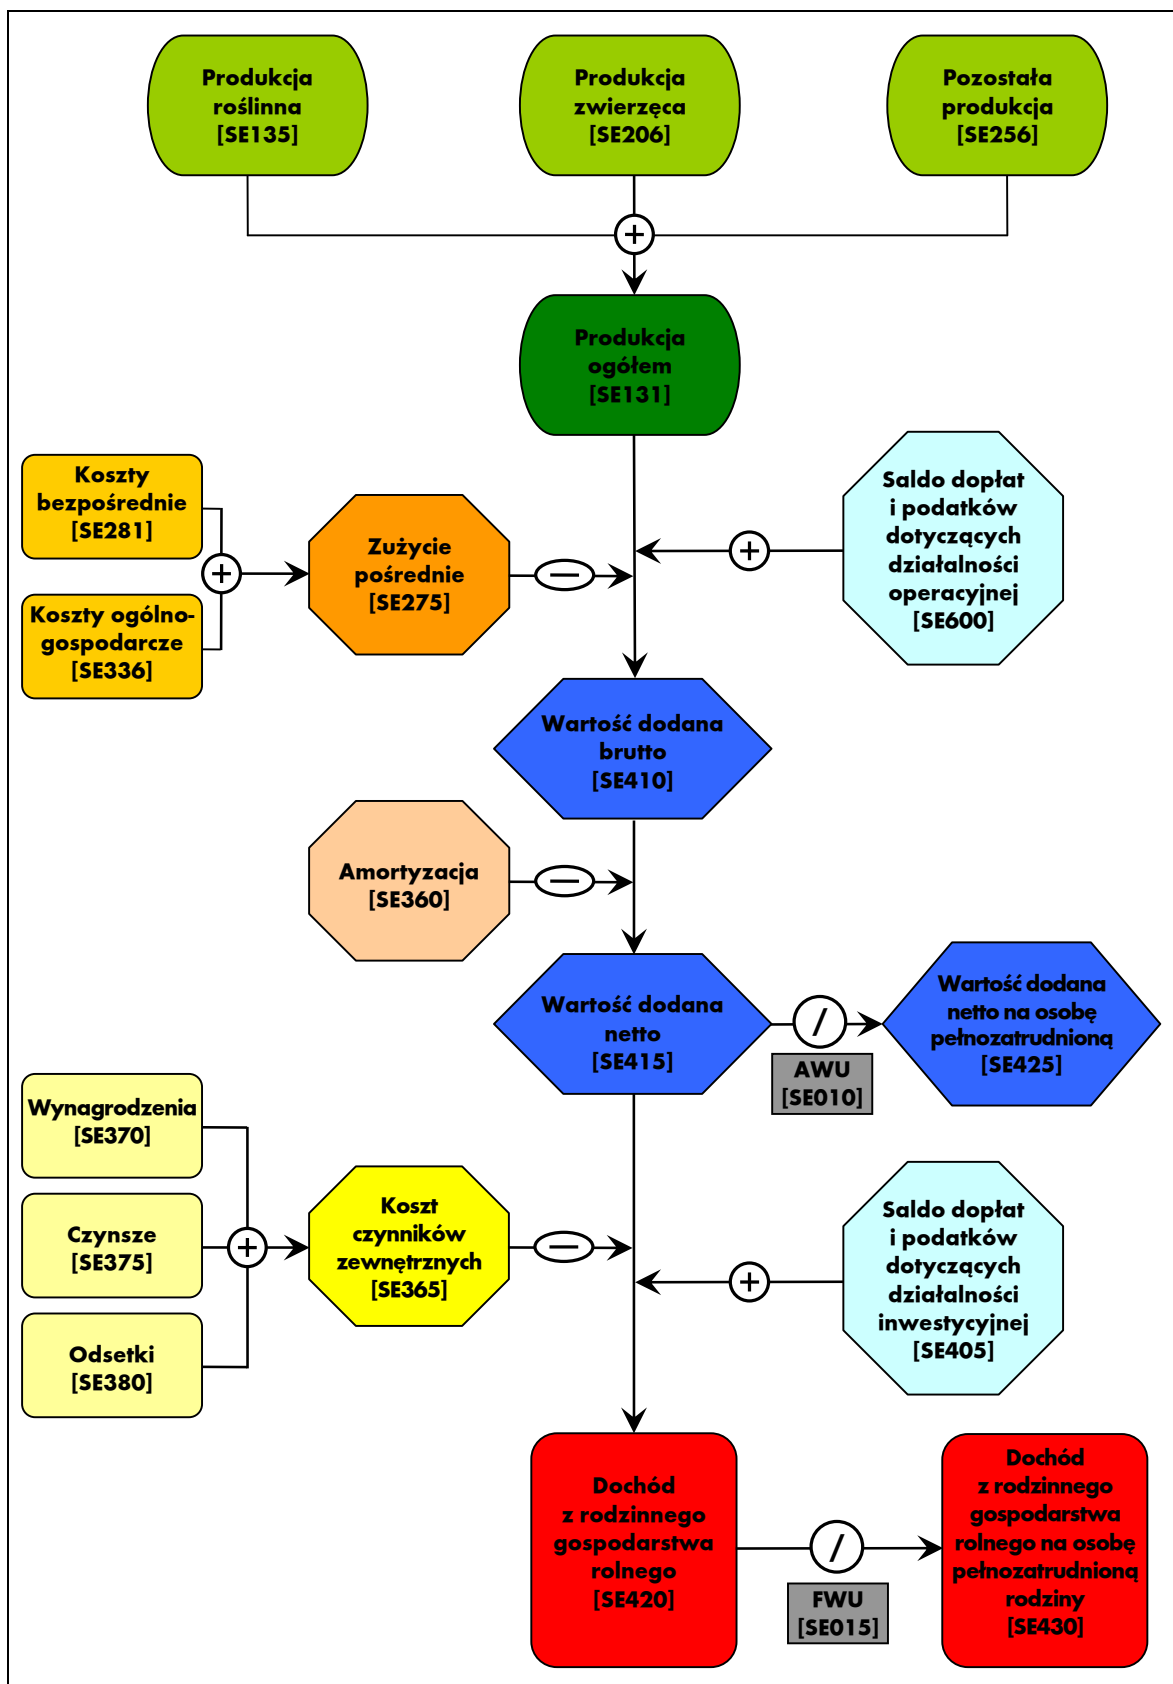 Produkcja
roślinna
[SE135]
Produkcja
zwierzęca
[SE206]
Pozostała
produkcja
[SE256]
+
Produkcja
ogółem
[SE131]
Koszty
bezpośrednie
[SE281]
Koszty ogólno-
gospodarcze
[SE336]
+
Zużycie
pośrednie
[SE275]
—
+
Saldo dopłat
i podatków
dotyczących
działalności
operacyjnej
[SE600]
Wartość dodana
brutto
[SE410]
Amortyzacja
[SE360]
—
Wartość dodana
netto
[SE415]
/
AWU
[SE010]
Wartość dodana
netto na osobę
pełnozatrudnioną
[SE425]
Wynagrodzenia
[SE370]
Czynsze
[SE375]
Odsetki
[SE380]
+
Koszt
czynników
zewnętrznych
[SE365]
—
+
Saldo dopłat
i podatków
dotyczących
działalności
inwestycyjnej
[SE405]
Dochód
z rodzinnego
gospodarstwa
rolnego
[SE420]
/
FWU
[SE015]
Dochód
z rodzinnego
gospodarstwa
rolnego na osobę
pełnozatrudnioną
rodziny
[SE430]